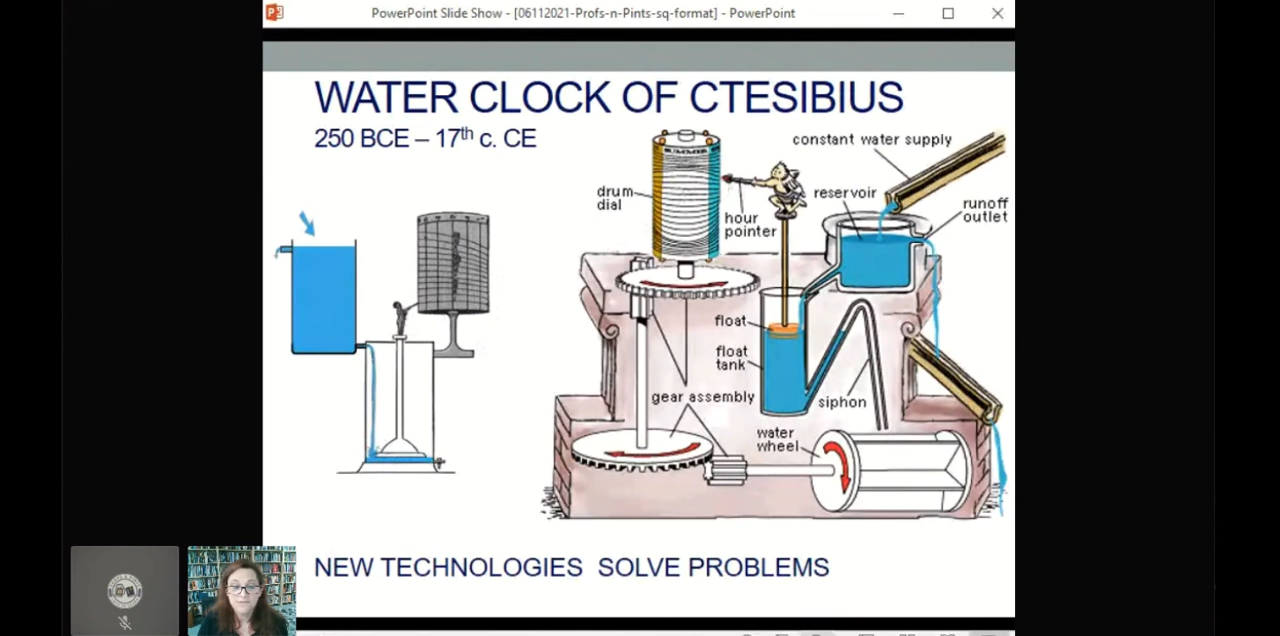 PowerPoint Slide Show - [06112021-Profs-n-Pints-sq-format] - PowerPoint
WATER CLOCK OF CTESIBIUS
250 BCE – 17th c. CE
constant water supply
reservoir
runoff
outlet
drum
dial
hour
pointer
float
float
tank
gear assembly
siphon
water
wheel
NEW TECHNOLOGIES SOLVE PROBLEMS